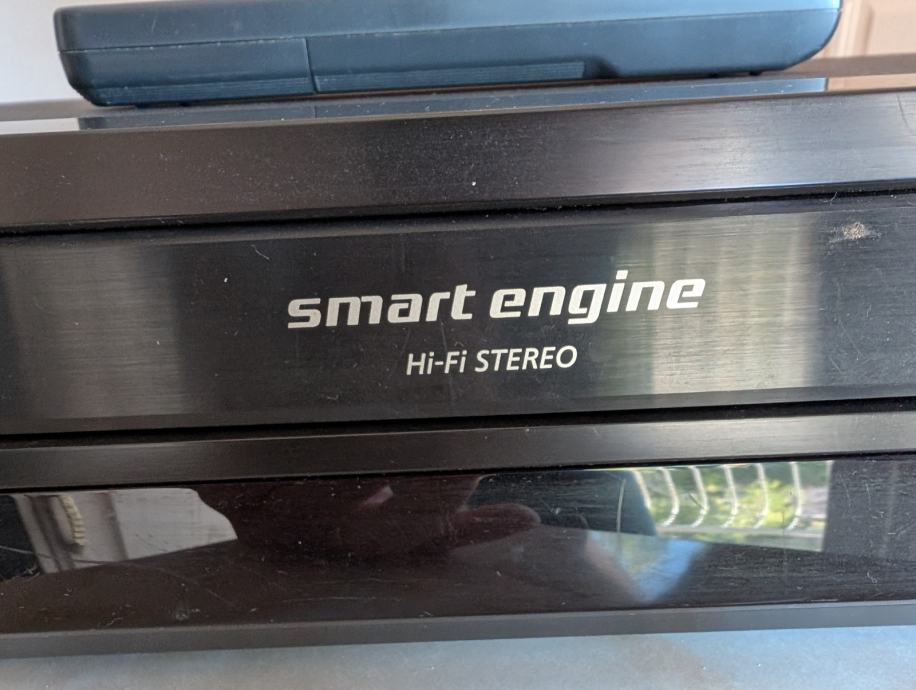 smart engine
Hi-Fi STEREO